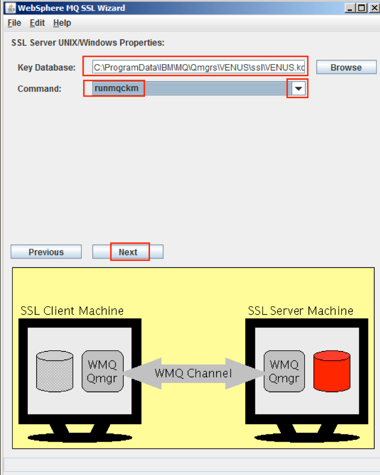 WebSphere MQ SSL Wizard
File Edit Help
SSL Server UNIX/Windows Properties:
Key Database: C:\ProgramData\IBM\MQ\Qmgrs\VENUS\ssl\VENUS.kd Browse
Command: runmqckm
Previous Next
SSL Client Machine SSL Server Machine
WMQ Qmgr WMQ Channel WMQ Qmgr